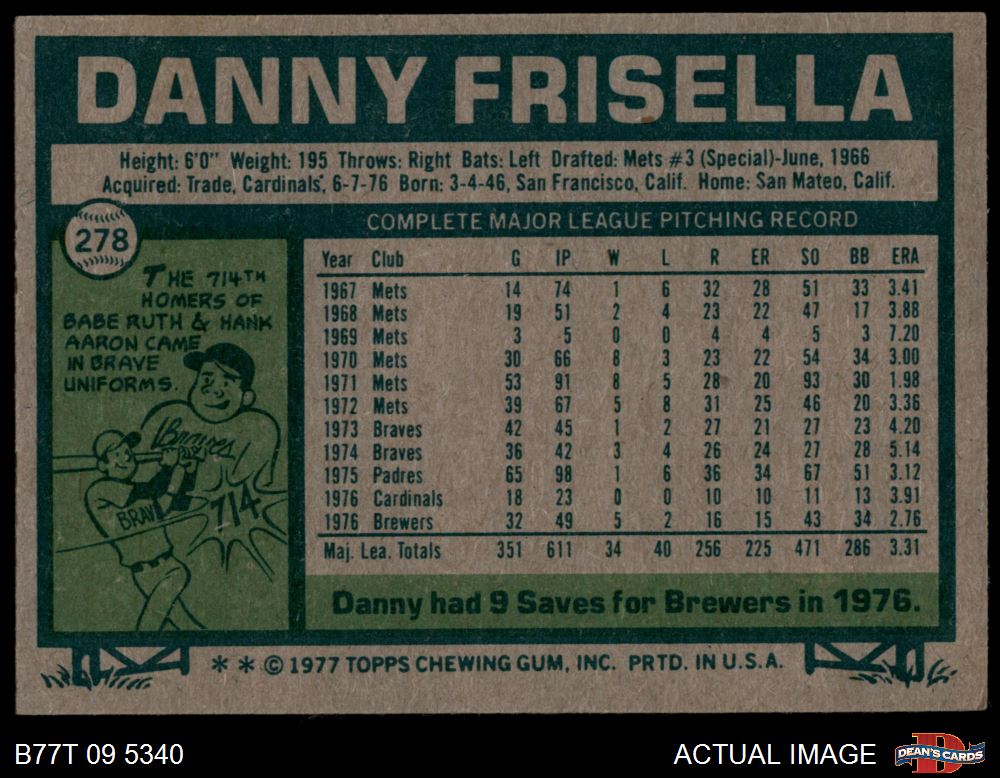 DANNY FRISELLA
Height: 6'0" Weight: 195 Throws: Right Bats: Left Drafted: Mets #3 (Special)-June, 1966
Acquired: Trade, Cardinals, 6-7-76 Born: 3-4-46, San Francisco, Calif. Home: San Mateo, Calif.
278
THE 714TH
HOMERS OF
BABE RUTH & HANK
AARON CAME
IN BRAVE
UNIFORMS.
Braves
BRAV
714
COMPLETE MAJOR LEAGUE PITCHING RECORD
Year Club G IP W L R ER SO BB ERA
1967 Mets 14 74 1 6 32 28 51 33 3.41
1968 Mets 19 51 2 4 23 22 47 17 3.88
1969 Mets 3 5 0 0 4 4 5 3 7.20
1970 Mets 30 66 8 3 23 22 54 34 3.00
1971 Mets 53 91 8 5 28 20 93 30 1.98
1972 Mets 39 67 5 8 31 25 46 20 3.36
1973 Braves 42 45 1 2 27 21 27 23 4.20
1974 Braves 36 42 3 4 26 24 27 28 5.14
1975 Padres 65 98 1 6 36 34 67 51 3.12
1976 Cardinals 18 23 0 0 10 10 11 13 3.91
1976 Brewers 32 49 5 2 16 15 43 34 2.76
Maj. Lea. Totals 351 611 34 40 256 225 471 286 3.31
Danny had 9 Saves for Brewers in 1976.
* * © 1977 TOPPS CHEWING GUM, INC. PRTD. IN U.S.A.
B77T 09 5340
ACTUAL IMAGE
D
DEAN'S CARDS